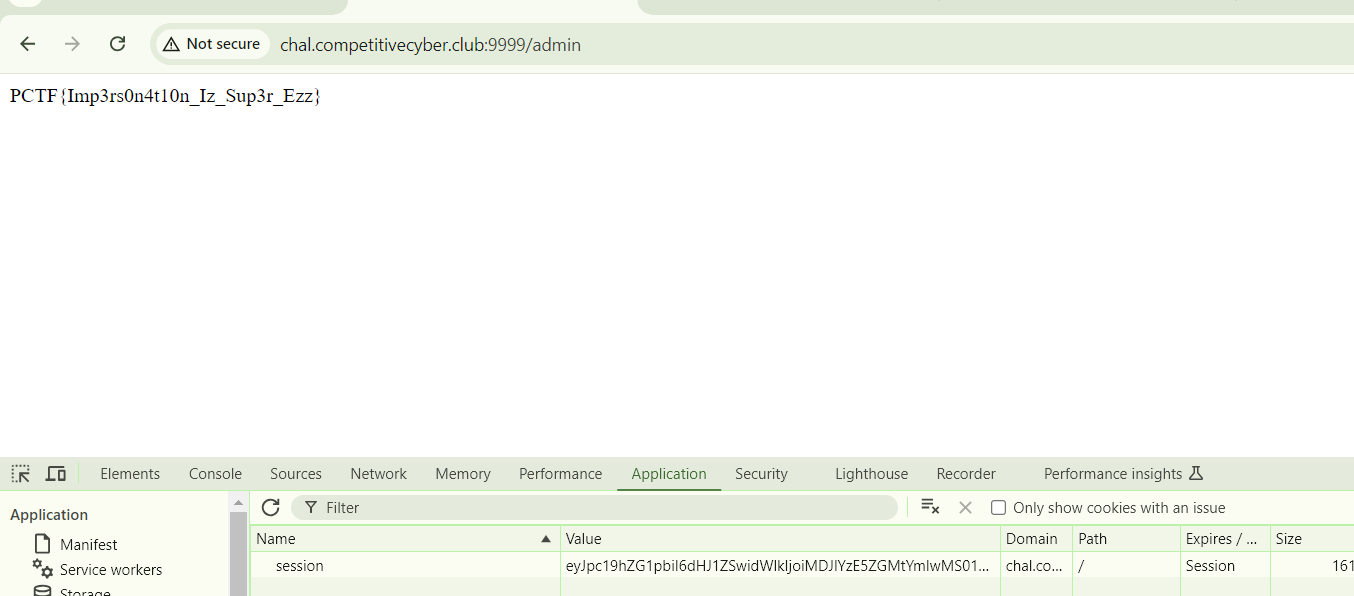 Not secure chal.competitivecyber.club:9999/admin
PCTF{Imp3rs0n4t10n_Iz_Sup3r_Ezz}
Elements Console Sources Network Memory Performance Application Security Lighthouse Recorder Performance insights
Application Filter Only show cookies with an issue
Name Value Domain Path Expires / ... Size
Manifest
session eyJpc19hZG1pbiI6dHJ1ZSwidWlkIjoiMDJlYzE5ZGMtYmIwMS01... chal.co... / Session 161
Service workers
Storage